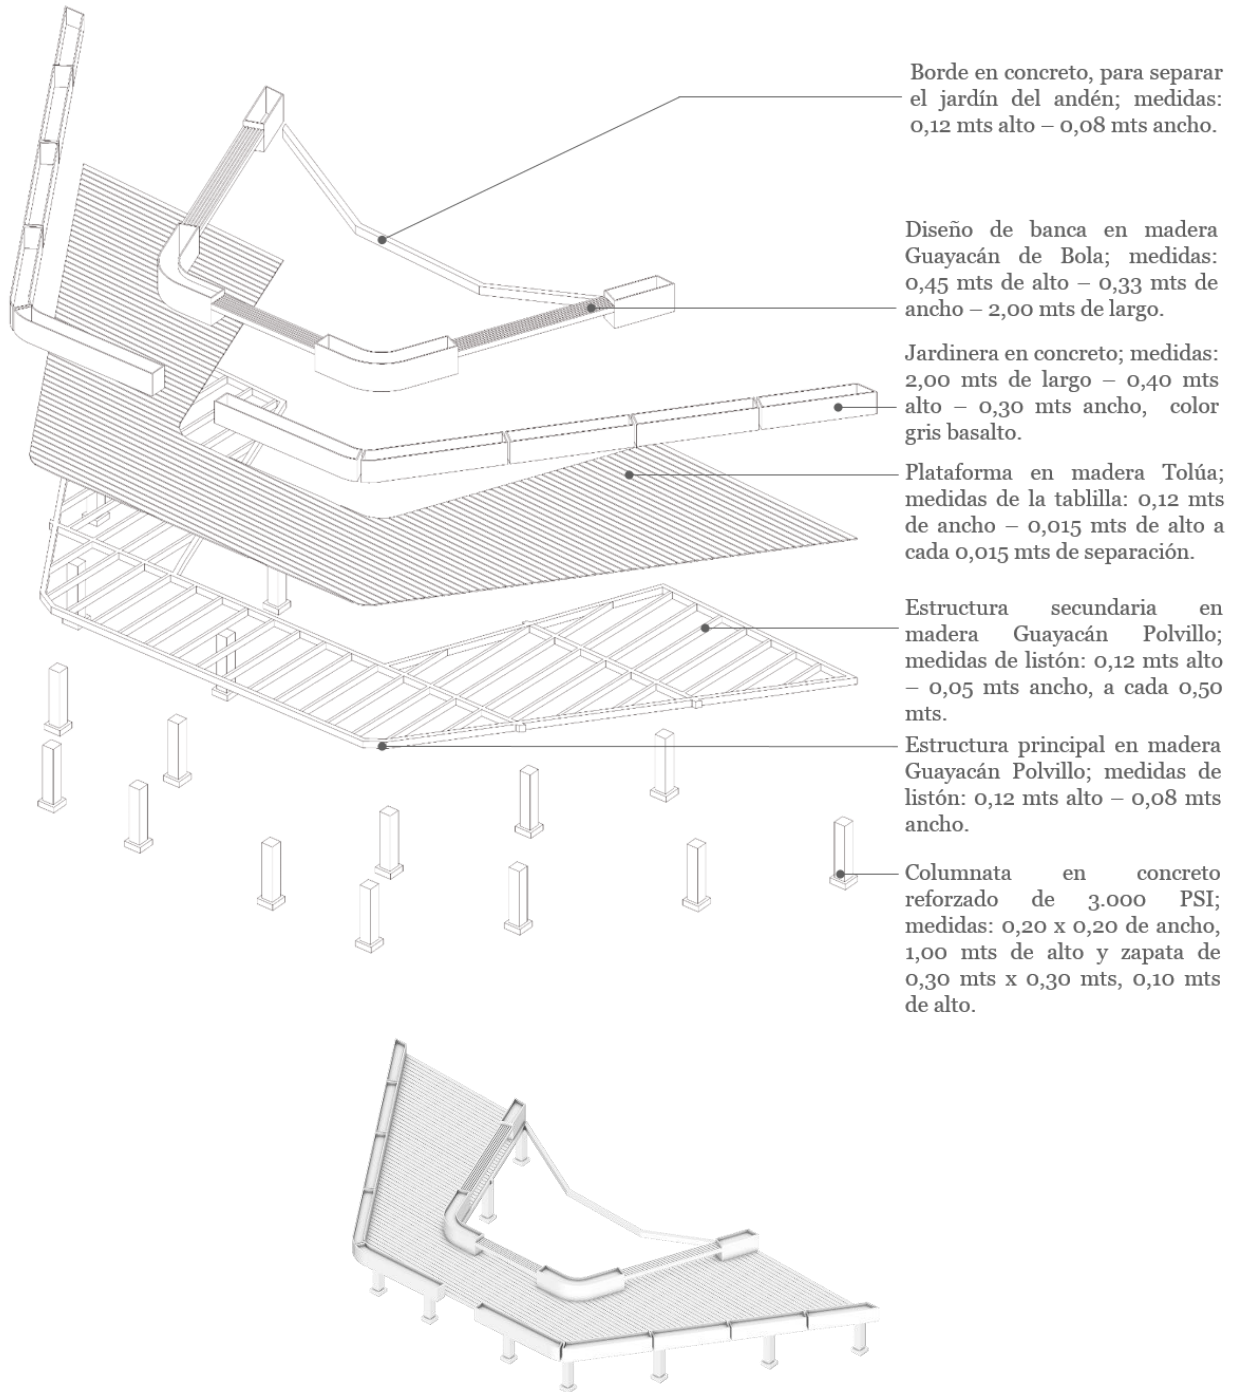 Borde en concreto, para separar
el jardín del andén; medidas:
0,12 mts alto – 0,08 mts ancho.
Diseño de banca en madera
Guayacán de Bola; medidas:
0,45 mts de alto – 0,33 mts de
ancho – 2,00 mts de largo.
Jardinera en concreto; medidas:
2,00 mts de largo – 0,40 mts
alto – 0,30 mts ancho, color
gris basalto.
Plataforma en madera Tolúa;
medidas de la tablilla: 0,12 mts
de ancho – 0,015 mts de alto a
cada 0,015 mts de separación.
Estructura secundaria en
madera Guayacán Polvillo;
medidas de listón: 0,12 mts alto
– 0,05 mts ancho, a cada 0,50
mts.
Estructura principal en madera
Guayacán Polvillo; medidas de
listón: 0,12 mts alto – 0,08 mts
ancho.
Columnata en concreto
reforzado de 3.000 PSI;
medidas: 0,20 x 0,20 de ancho,
1,00 mts de alto y zapata de
0,30 mts x 0,30 mts, 0,10 mts
de alto.